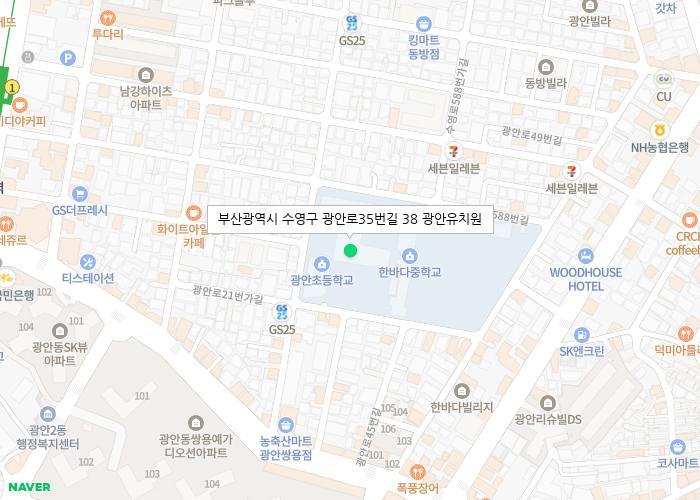 GS25
킹마트
동방점
광안빌라
갓차
투다리
P
남강하이츠
아파트
동방빌라
CU
CU
1
디야커피
수영로588번가길
광안로49번길
NH농협은행
7
세븐일레븐
7
세븐일레븐
GS더프레시
부산광역시 수영구 광안로35번길 38 광안유치원
588번길
화이트아일
카페
티스테이션
광안초등학교
한바다중학교
WOODHOUSE
HOTEL
CRC
coffeel
국민은행
광안로21번가길
GS25
104
광안동SK뷰
아파트
SK엔크린
덕미아틀리
101
101
102
광안2동
행정복지센터
광안동쌍용예가
디오션아파트
농축산마트
광안쌍용점
광안로45번길
105
104
106
103
한바다빌리지
광안리슈빌DS
코사마트
폭풍장어
104
NAVER